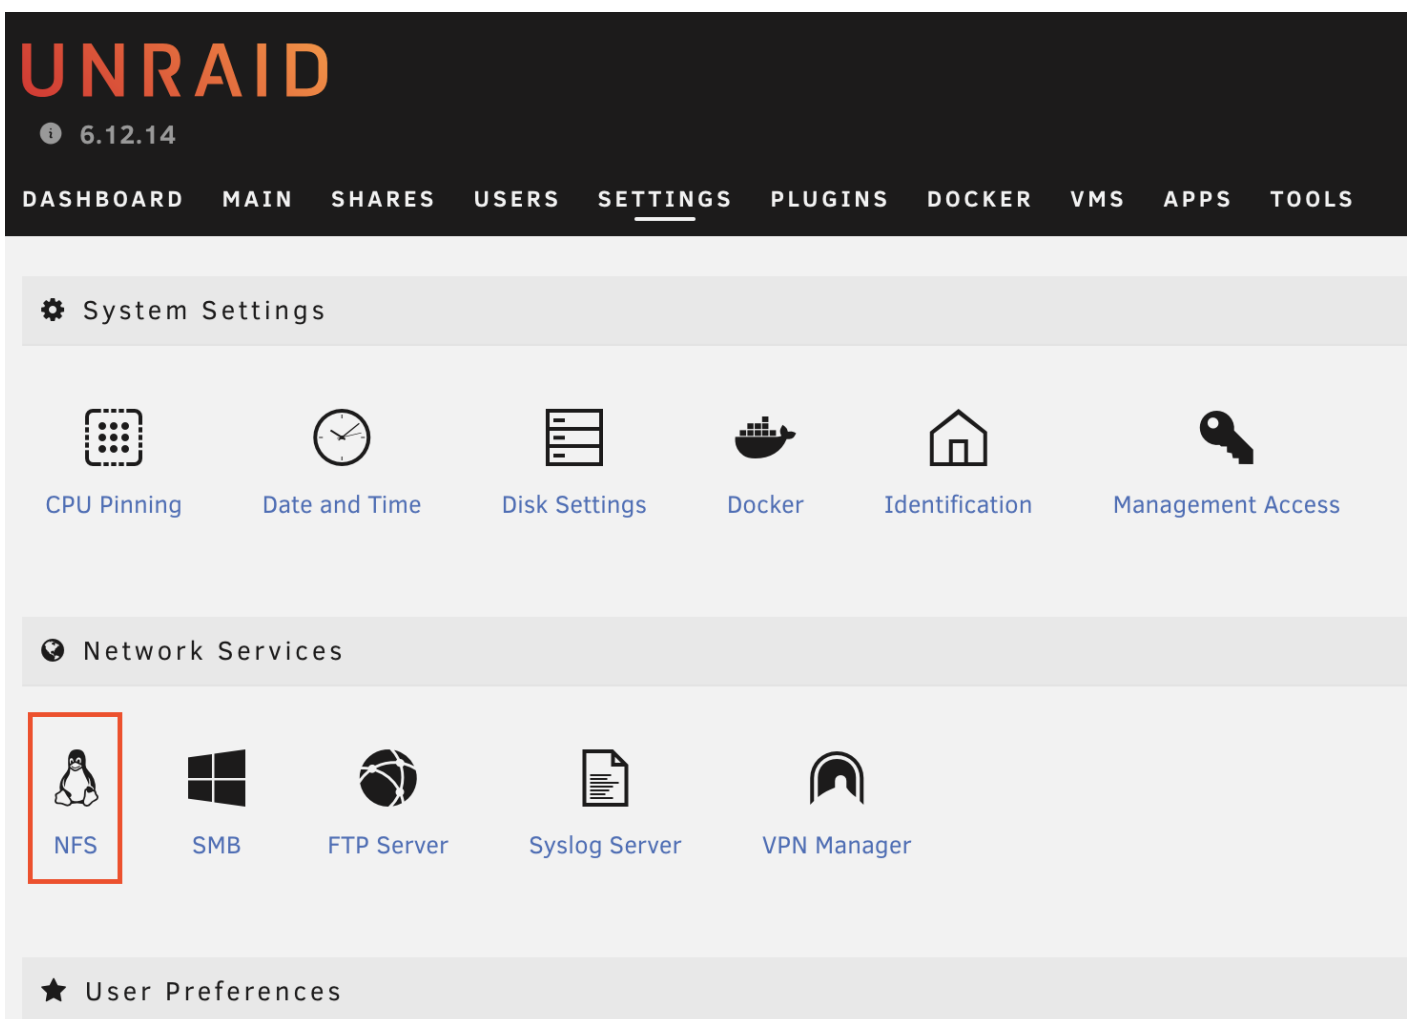 UNRAID
6.12.14
DASHBOARD MAIN SHARES USERS SETTINGS PLUGINS DOCKER VMS APPS TOOLS
System Settings
CPU Pinning Date and Time Disk Settings Docker Identification Management Access
Network Services
NFS SMB FTP Server Syslog Server VPN Manager
User Preferences